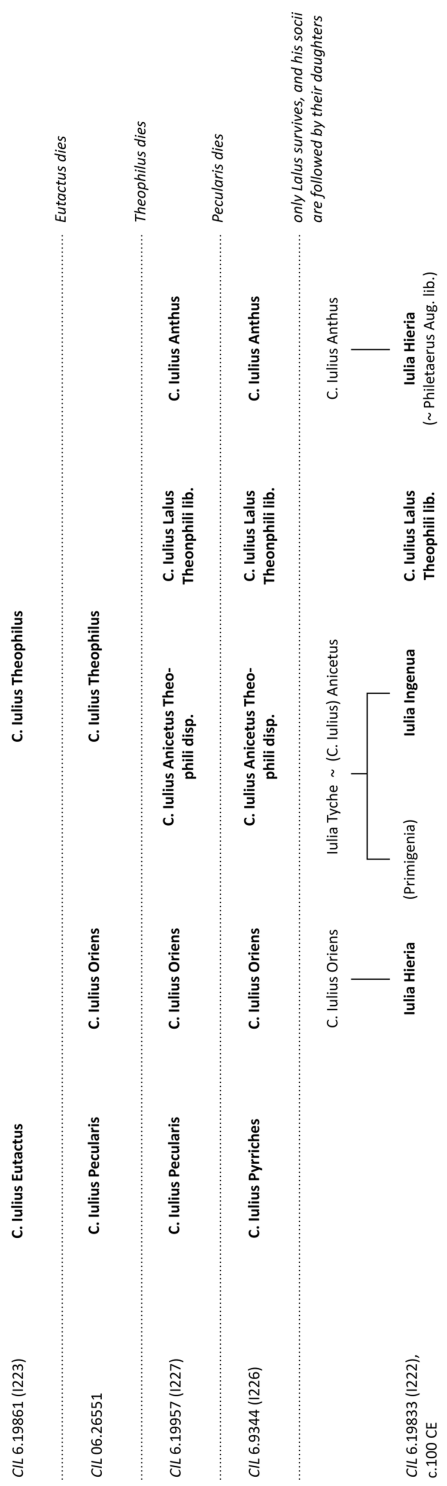 CIL 6.19861 (I223) C. Iulius Eutactus C. Iulius Theophilus
Eutactus dies
CIL 06.26551 C. Iulius Pecularis C. Iulius Oriens C. Iulius Theophilus
Theophilus dies
CIL 6.19957 (I227) C. Iulius Pecularis C. Iulius Oriens C. Iulius Anicetus Theo- C. Iulius Lalus C. Iulius Anthus
phili disp. Theonphili lib.
Pecularis dies
CIL 6.9344 (I226) C. Iulius Pyrriches C. Iulius Oriens C. Iulius Anicetus Theo- C. Iulius Lalus C. Iulius Anthus
phili disp. Theonphili lib.
only Lalus survives, and his socii
are followed by their daughters
C. Iulius Oriens Iulia Tyche ~ (C. Iulius) Anicetus C. Iulius Anthus
CIL 6.19833 (I222), Iulia Hieria (Primigenia) Iulia Ingenua C. Iulius Lalus Iulia Hieria
c.100 CE Theophili lib. (~ Philetaerus Aug. lib.)